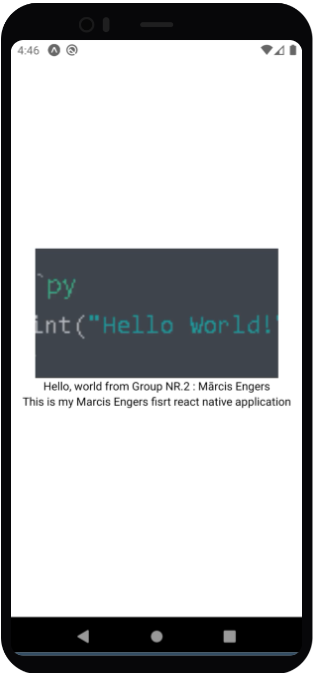 4:46
`py
int("Hello World!'
Hello, world from Group NR.2 : Mārcis Engers
This is my Marcis Engers fisrt react native application